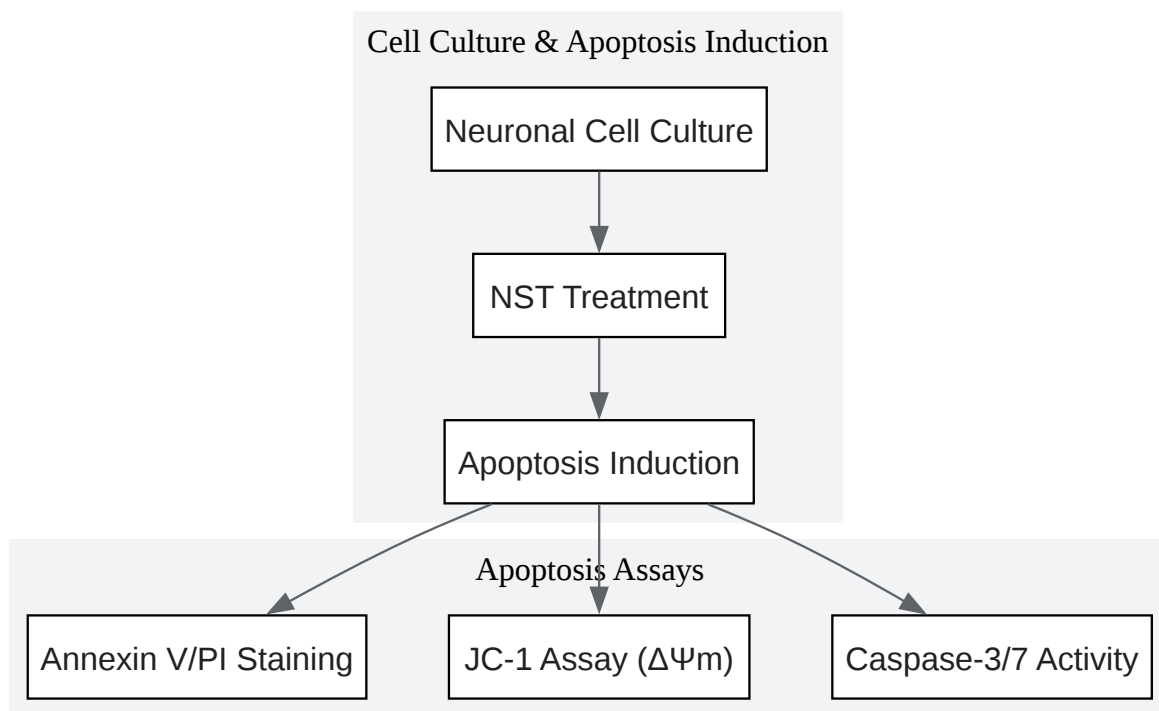 Cell Culture & Apoptosis Induction
Neuronal Cell Culture
NST Treatment
Apoptosis Induction
Apoptosis Assays
Annexin V/PI Staining
JC-1 Assay (ΔΨm)
Caspase-3/7 Activity